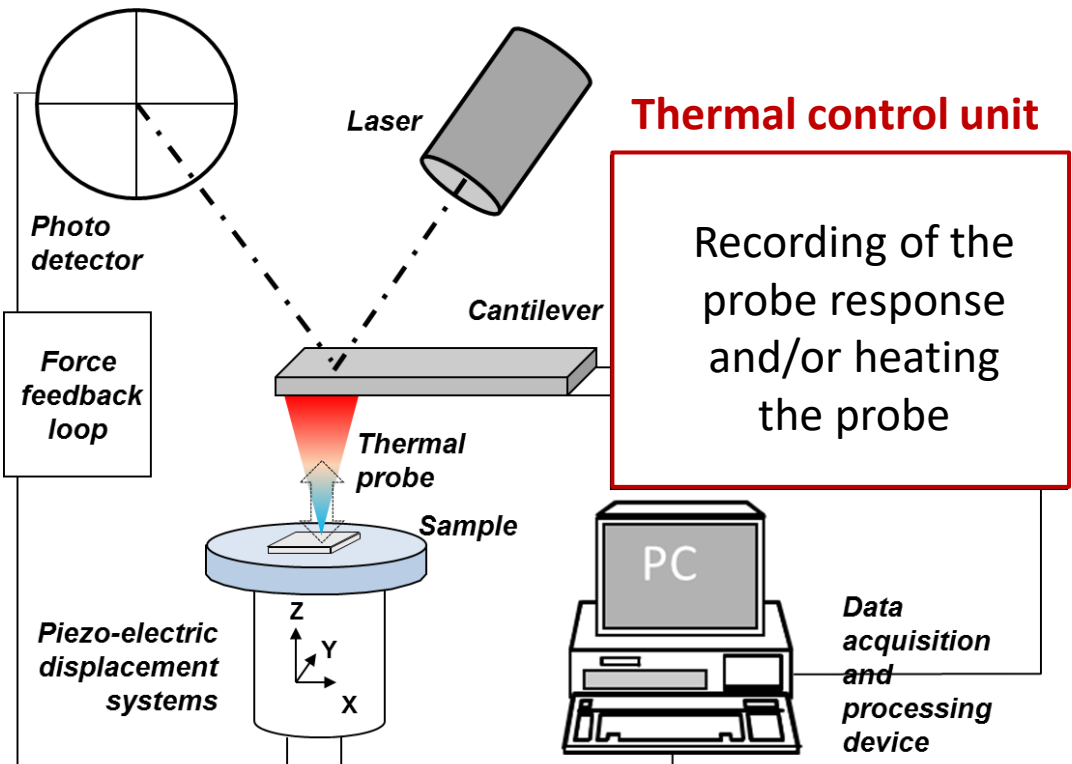 Laser
Thermal control unit
Photo
detector
Recording of the
probe response
and/or heating
the probe
Cantilever
Force
feedback
loop
Thermal
probe
Sample
PC
Piezo-electric
displacement
systems
Z
Y
X
Data
acquisition
and
processing
device